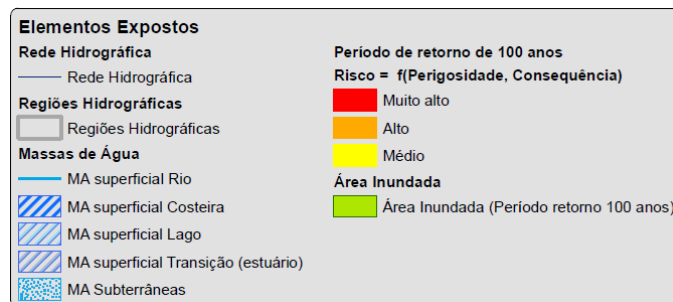 Elementos Expostos
Rede Hidrográfica
Rede Hidrográfica
Regiões Hidrográficas
Regiões Hidrográficas
Massas de Água
MA superficial Rio
MA superficial Costeira
MA superficial Lago
MA superficial Transição (estuário)
MA Subterrâneas
Período de retorno de 100 anos
Risco = f(Perigosidade, Consequência)
Muito alto
Alto
Médio
Área Inundada
Área Inundada (Período retorno 100 anos)